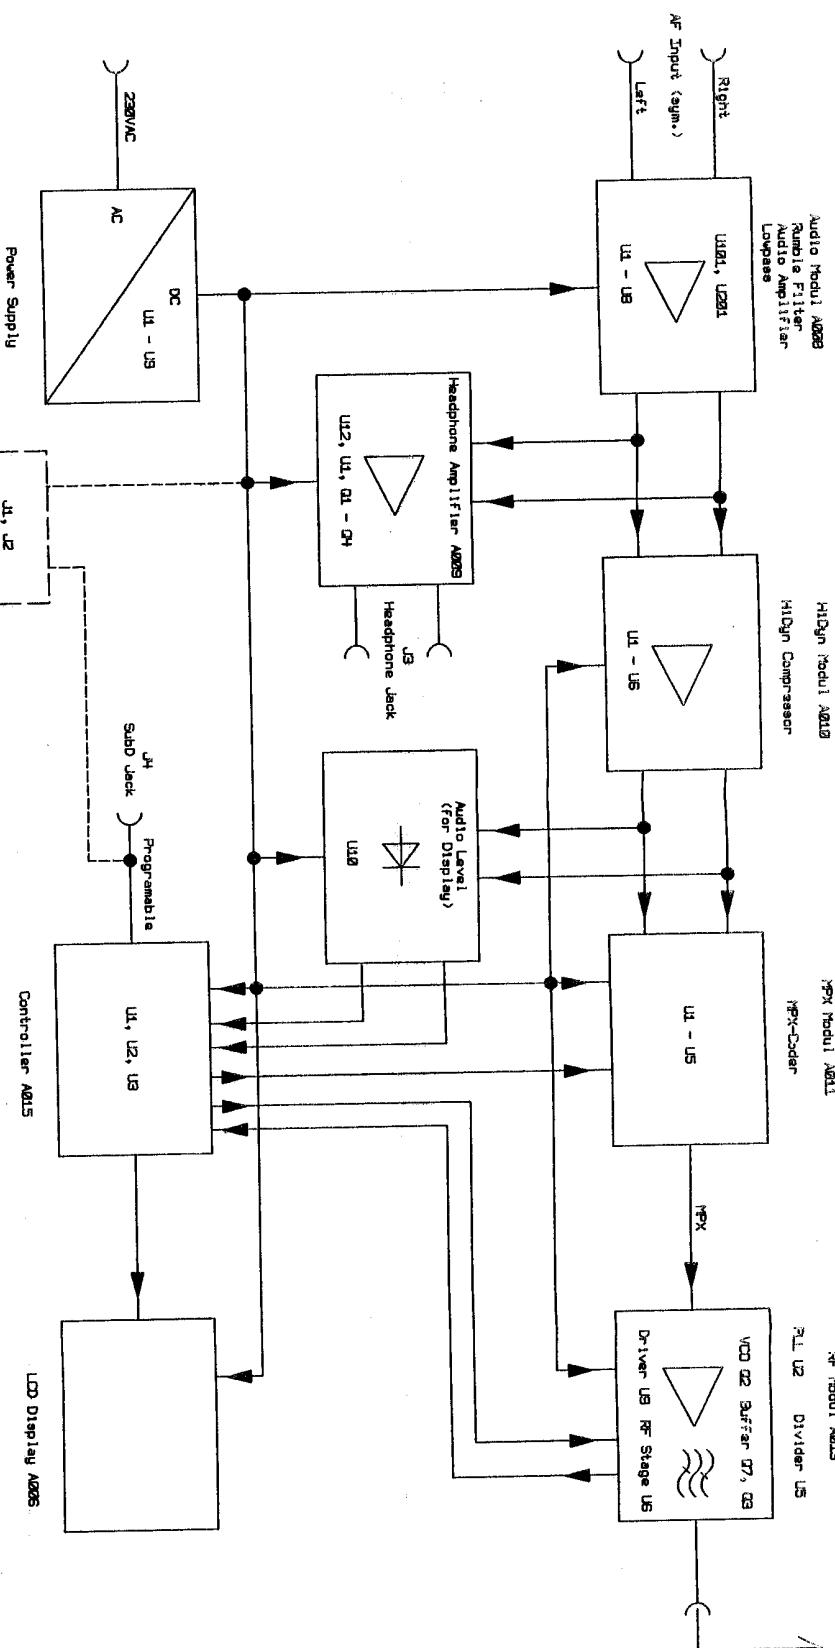 AF Input (sym.)
Right
Left
Audio Modul A008
Rumble Filter
Audio Amplifier
Lowpass
U101, U201
U1 - U8
HiDyn Modul A010
HiDyn Compressor
U1 - U6
MPX Modul A011
MPX-Coder
U1 - U5
MPX
PLL U2 Divider U5
VCO Q2 Buffer Q7, Q3
Driver U9 RF Stage U6
Headphone Amplifier A009
U12, U1, Q1 - Q4
J3
Headphone Jack
Audio Level
(for Display)
U10
230VAC
AC
DC
U1 - U9
Power Supply
J1, J2
J4
SubD Jack
Programable
U1, U2, U3
Controller A015
LCD Display A006